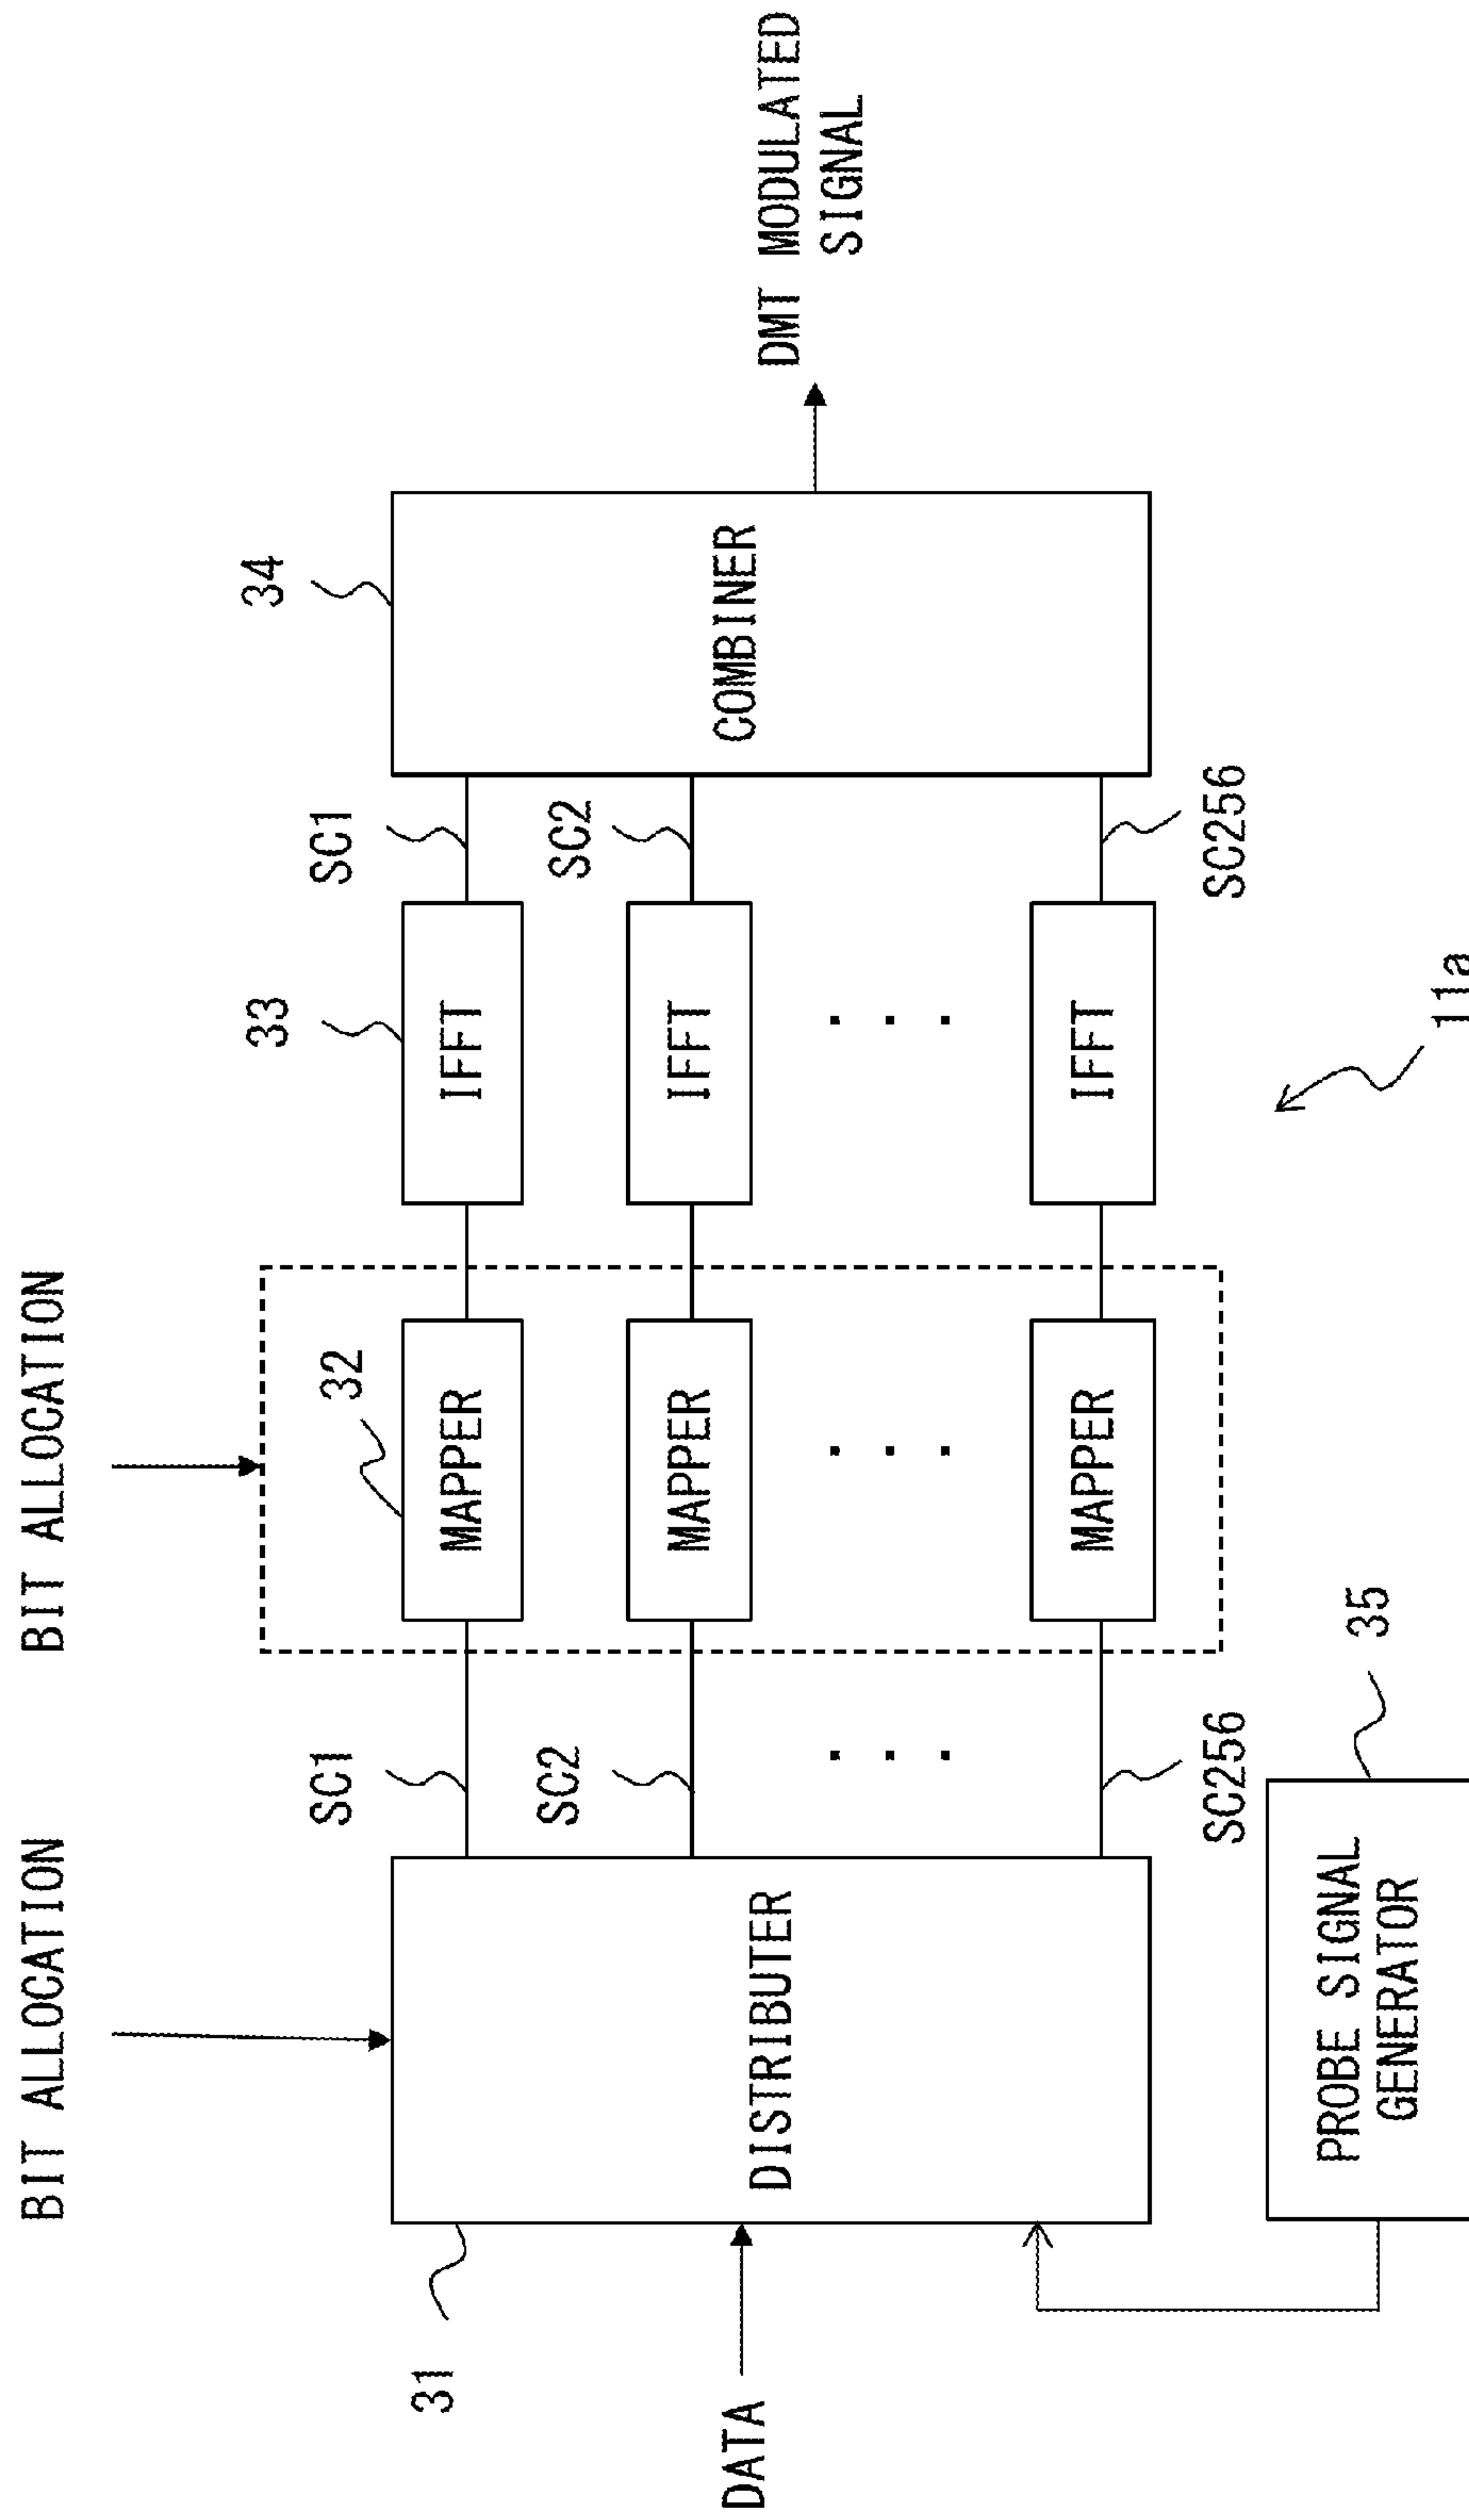 BIT ALLOCATION
BIT ALLOCATION
34
33
32
31
SC1
SC1
SC2
SC2
DISTRIBUTER
MAPPER
MAPPER
MAPPER
IFFT
IFFT
IFFT
COMBINER
DATA
DMT MODULATED
SIGNAL
. . .
. . .
. . .
SC256
SC256
PROBE SIGNAL
GENERATOR
35
11a